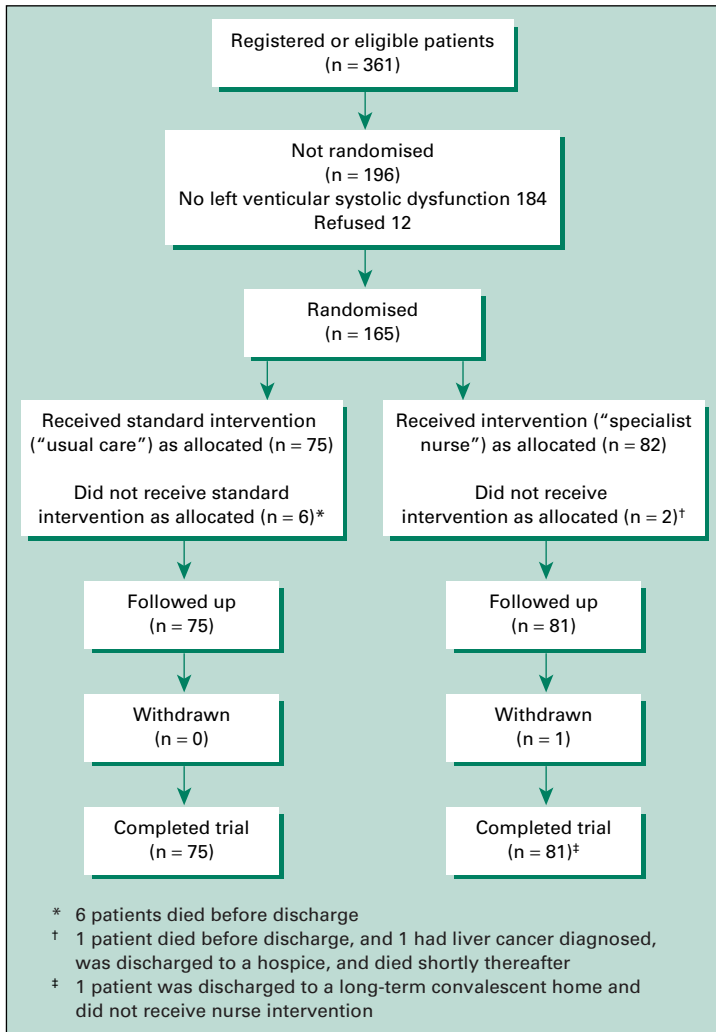 Registered or eligible patients
(n = 361)
Not randomised
(n = 196)
No left venticular systolic dysfunction 184
Refused 12
Randomised
(n = 165)
Received standard intervention
("usual care") as allocated (n = 75)
Did not receive standard
intervention as allocated (n = 6)*
Received intervention ("specialist
nurse") as allocated (n = 82)
Did not receive
intervention as allocated (n = 2)†
Followed up
(n = 75)
Followed up
(n = 81)
Withdrawn
(n = 0)
Withdrawn
(n = 1)
Completed trial
(n = 75)
Completed trial
(n = 81)‡
* 6 patients died before discharge
† 1 patient died before discharge, and 1 had liver cancer diagnosed,
was discharged to a hospice, and died shortly thereafter
‡ 1 patient was discharged to a long-term convalescent home and
did not receive nurse intervention